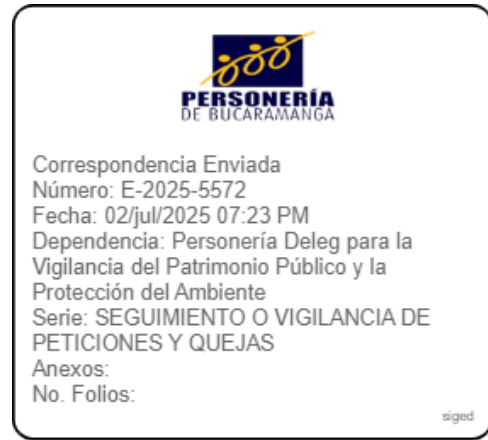 PERSONERÍA
DE BUCARAMANGA
Correspondencia Enviada
Número: E-2025-5572
Fecha: 02/jul/2025 07:23 PM
Dependencia: Personería Deleg para la
Vigilancia del Patrimonio Público y la
Protección del Ambiente
Serie: SEGUIMIENTO O VIGILANCIA DE
PETICIONES Y QUEJAS
Anexos:
No. Folios:
siged